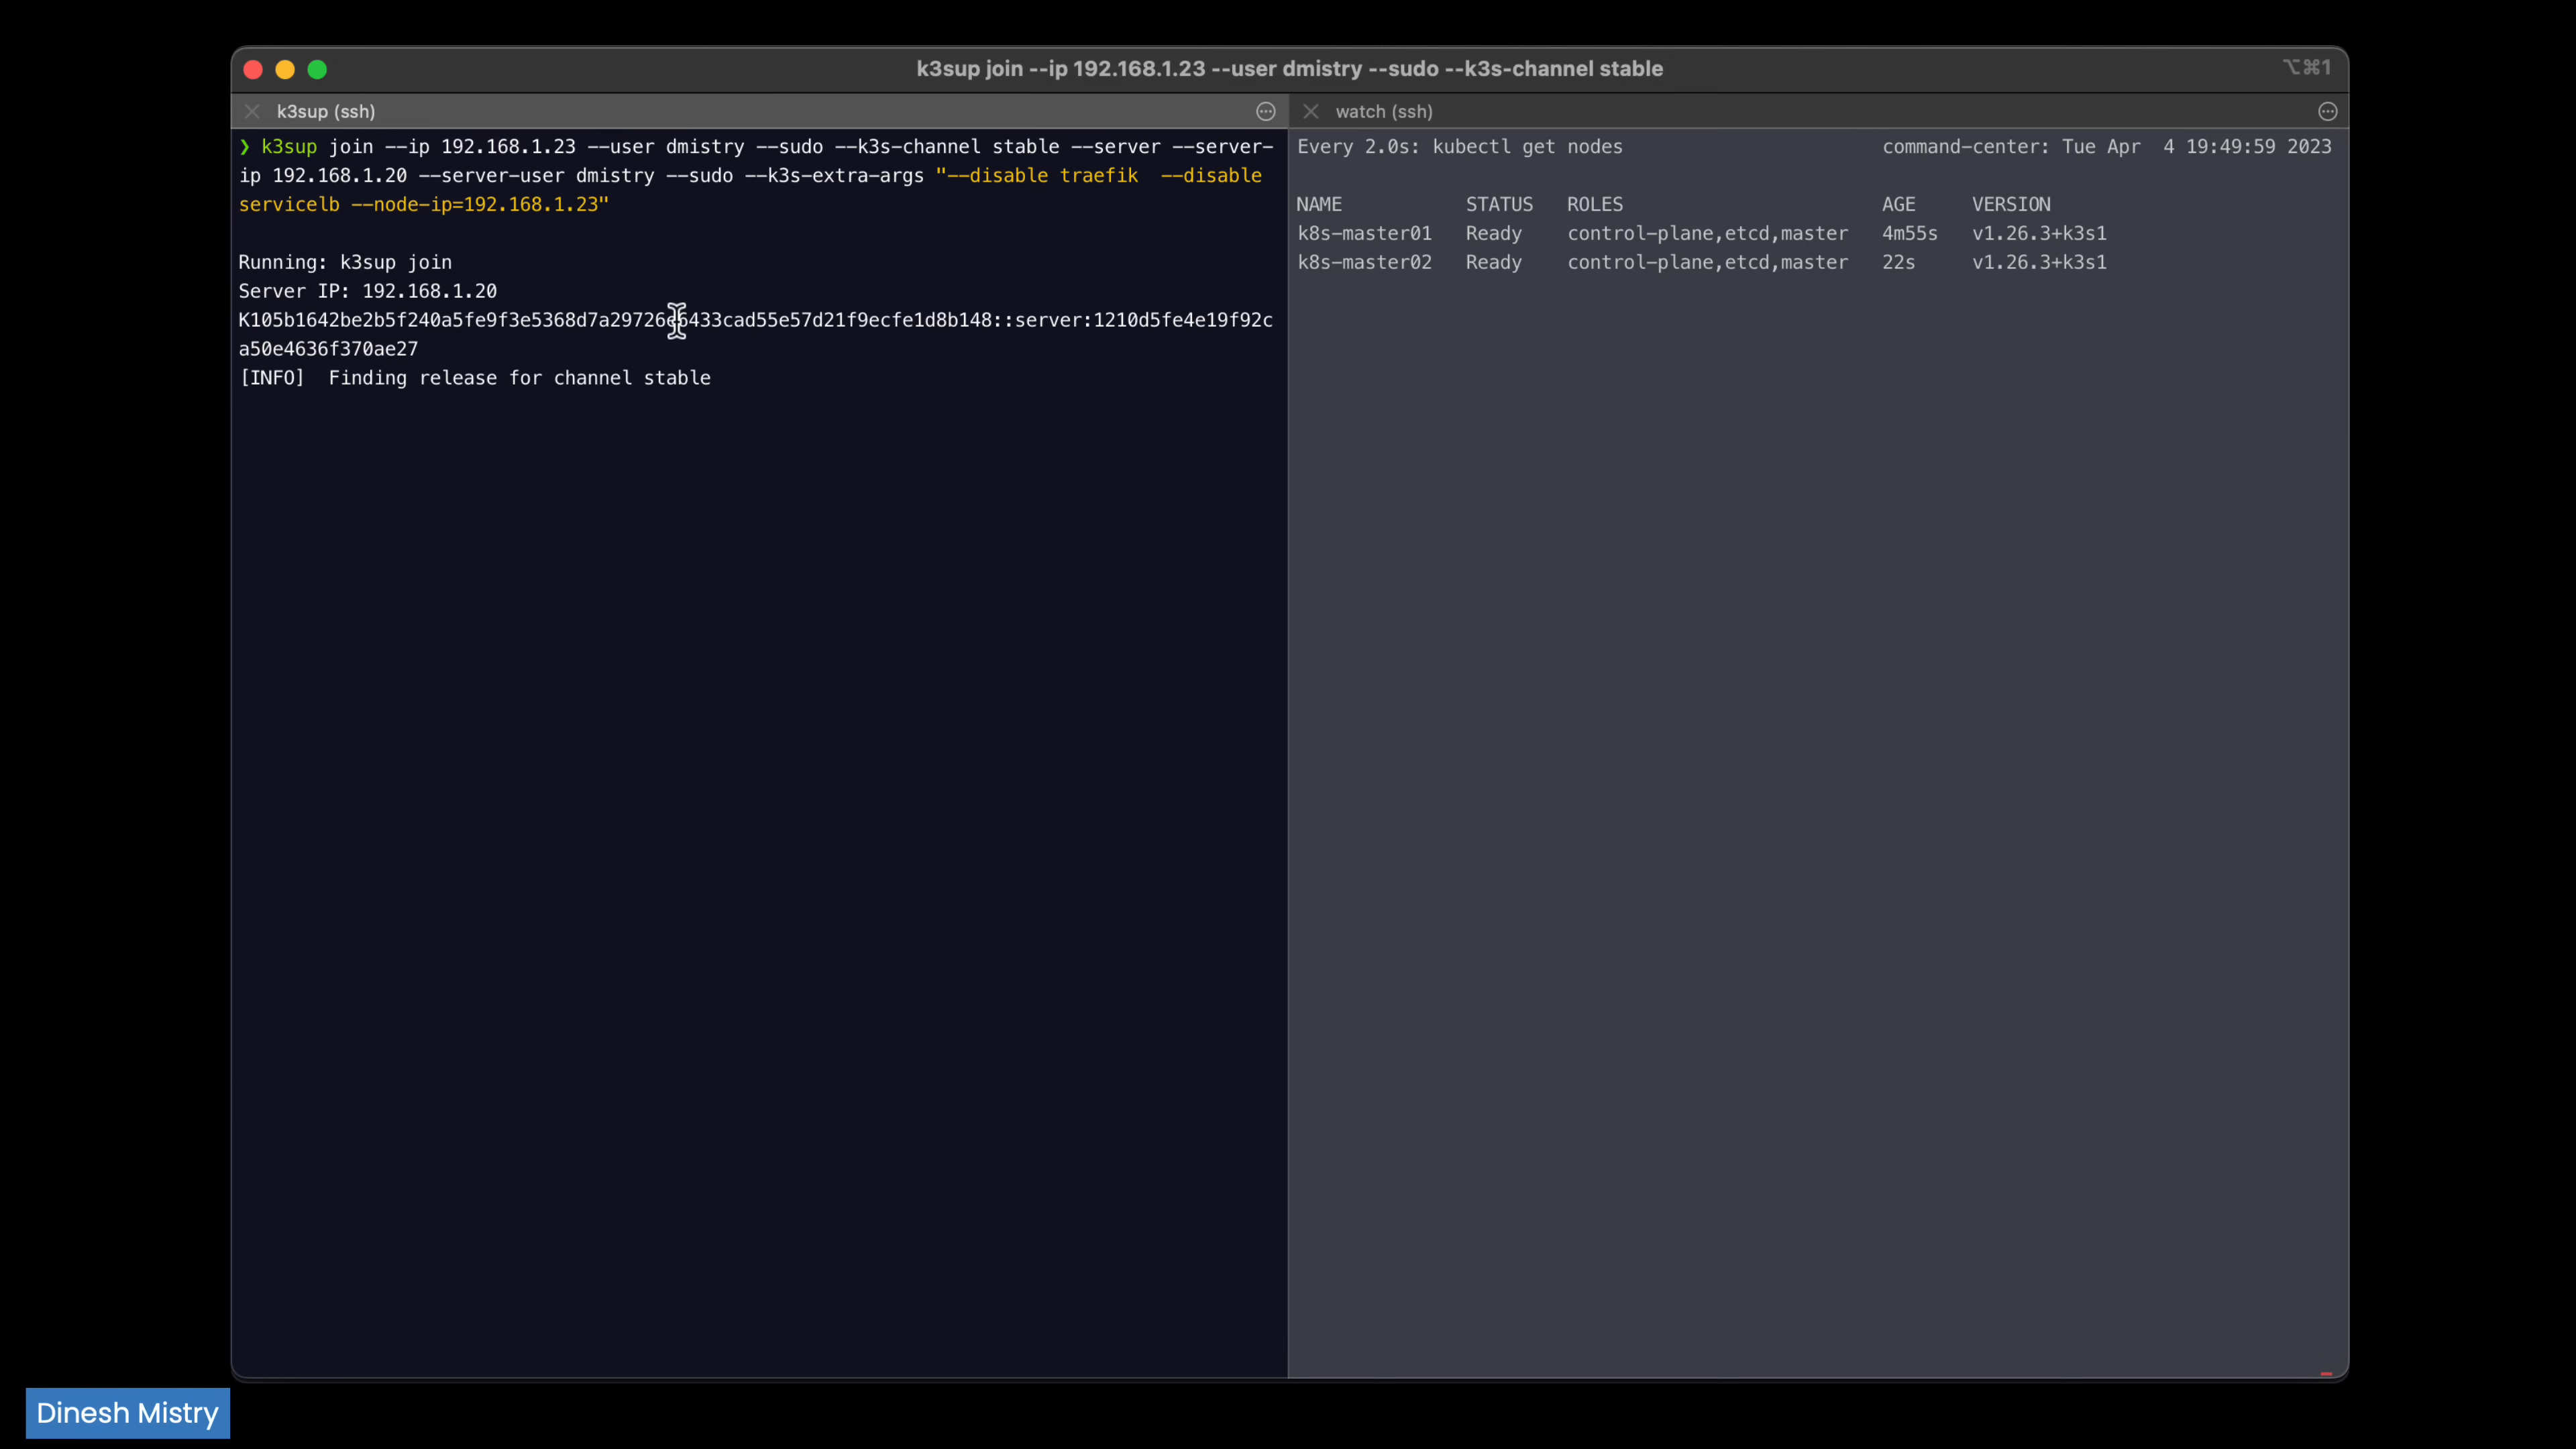 k3sup join --ip 192.168.1.23 --user dmistry --sudo --k3s-channel stable
⌥⌘1
k3sup (ssh)
❯ k3sup join --ip 192.168.1.23 --user dmistry --sudo --k3s-channel stable --server --server-
ip 192.168.1.20 --server-user dmistry --sudo --k3s-extra-args "--disable traefik  --disable
servicelb --node-ip=192.168.1.23"
Running: k3sup join
Server IP: 192.168.1.20
K105b1642be2b5f240a5fe9f3e5368d7a29726e6433cad55e57d21f9ecfe1d8b148::server:1210d5fe4e19f92c
a50e4636f370ae27
[INFO]  Finding release for channel stable
watch (ssh)
Every 2.0s: kubectl get nodes command-center: Tue Apr  4 19:49:59 2023
NAME STATUS ROLES AGE VERSION
k8s-master01 Ready control-plane,etcd,master 4m55s v1.26.3+k3s1
k8s-master02 Ready control-plane,etcd,master 22s v1.26.3+k3s1
Dinesh Mistry